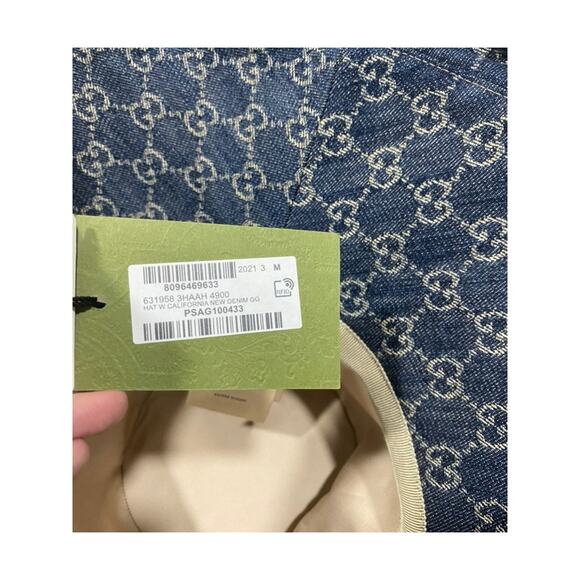 2021 3 M
8096469633
RFID
631958 3HAAH 4900
HAT W CALIFORNIA NEW DENIM GG
PSAG100433